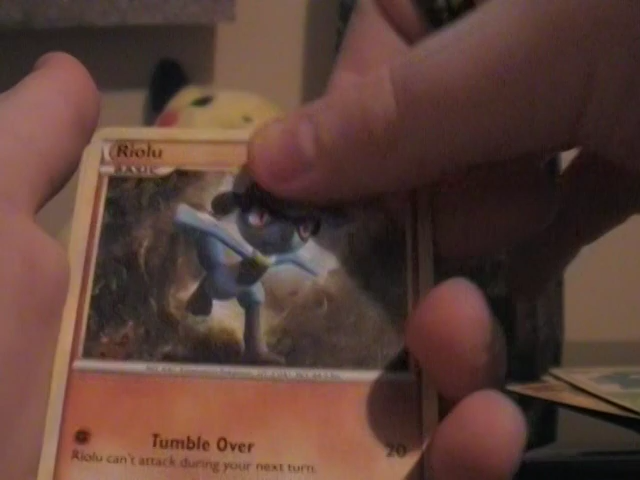 Riolu
BASIC
Tumble Over 20
Riolu can't attack during your next turn.